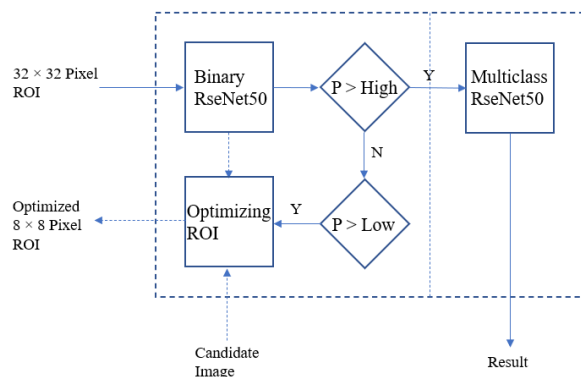 32 × 32 Pixel
ROI
Binary
RseNet50
P > High
Y
Multiclass
RseNet50
N
Optimized
8 × 8 Pixel
ROI
Optimizing
ROI
Y
P > Low
Candidate
Image
Result